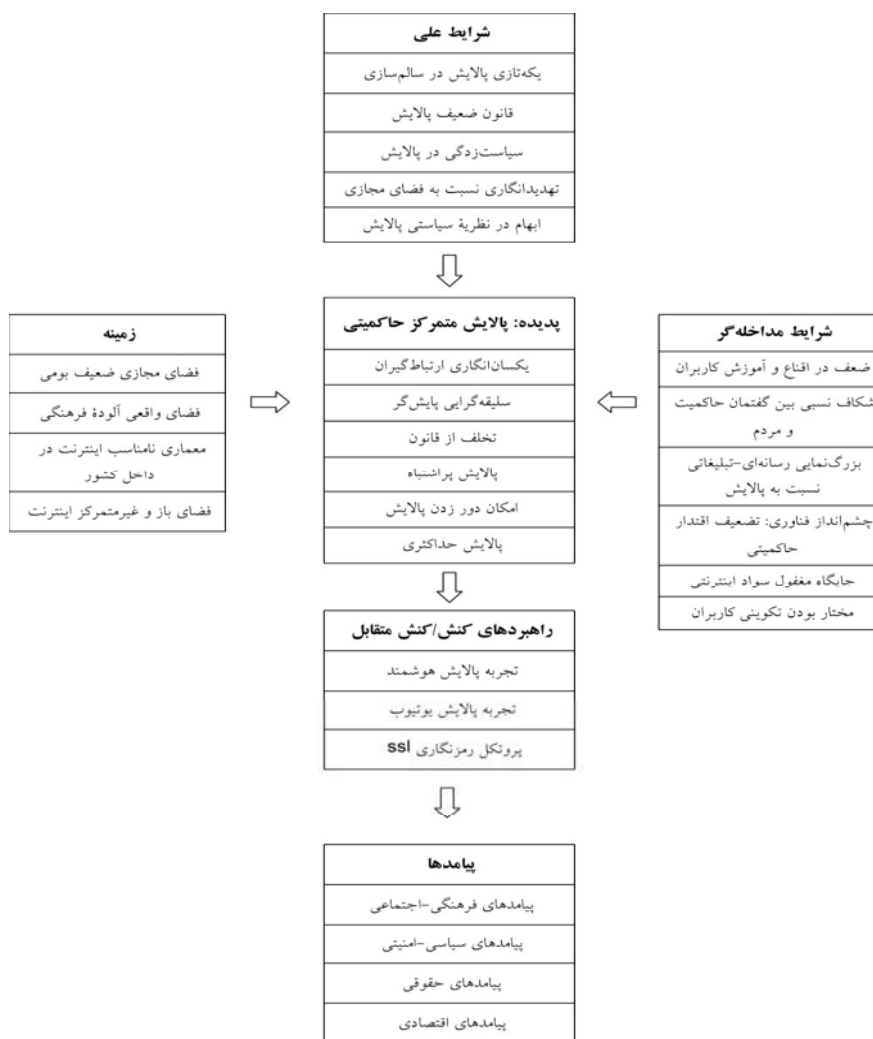 شرایط علی
یکه‌تازی پالایش در سالم‌سازی
قانون ضعیف پالایش
سیاست‌زدگی در پالایش
تهدیدانگاری نسبت به فضای مجازی
ابهام در نظریهٔ سیاستی پالایش
شرایط مداخله‌گر
ضعف در اقناع و آموزش کاربران
شکاف نسبی بین گفتمان حاکمیت
و مردم
بزرگ‌نمایی رسانه‌ای-تبلیغاتی
نسبت به پالایش
چشم‌انداز فناوری: تضعیف اقتدار
حاکمیتی
جایگاه مغفول سواد اینترنتی
مختار بودن تکوینی کاربران
پدیده: پالایش متمرکز حاکمیتی
یکسان‌انگاری ارتباط‌گیران
سلیقه‌گرایی پایش‌گر
تخلف از قانون
پالایش پراشتباه
امکان دور زدن پالایش
پالایش حداکثری
زمینه
فضای مجازی ضعیف بومی
فضای واقعی آلودهٔ فرهنگی
معماری نامناسب اینترنت در
داخل کشور
فضای باز و غیرمتمرکز اینترنت
راهبردهای کنش/کنش متقابل
تجربه پالایش هوشمند
تجربه پالایش یوتیوب
پروتکل رمزنگاری ssl
پیامدها
پیامدهای فرهنگی-اجتماعی
پیامدهای سیاسی-امنیتی
پیامدهای حقوقی
پیامدهای اقتصادی